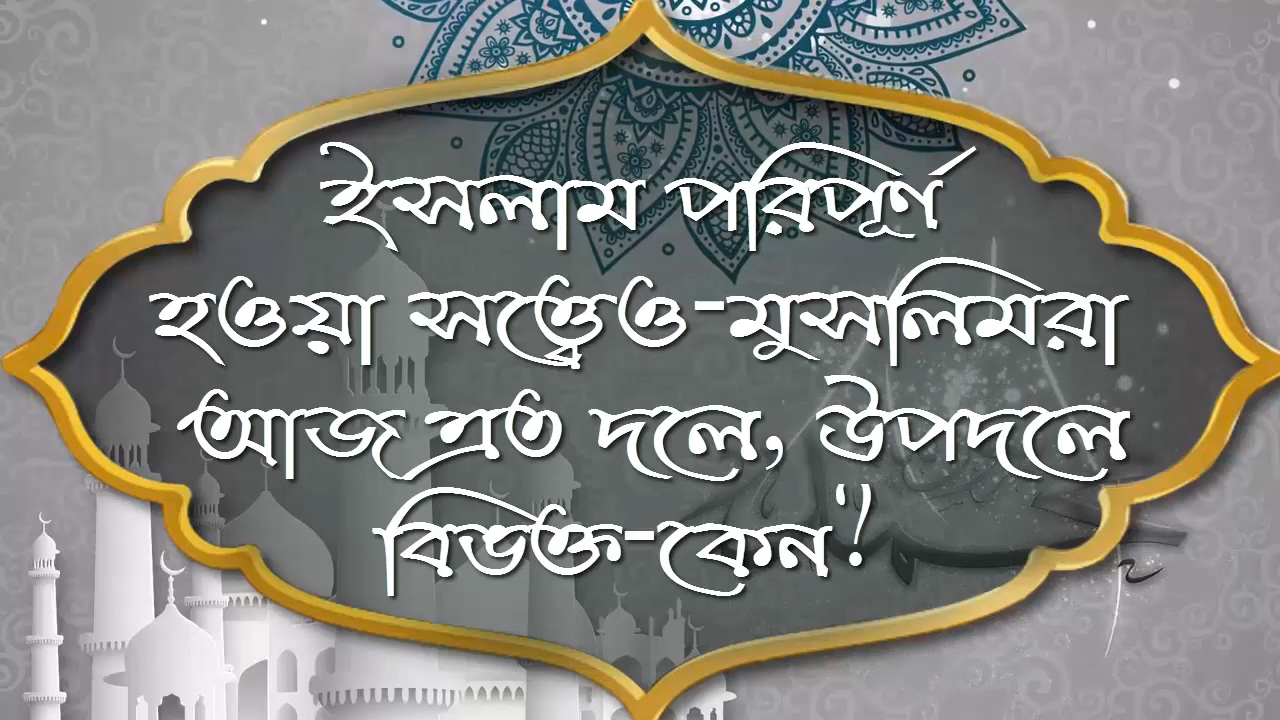 ইসলাম পরিপূর্ণ
হওয়া সত্ত্বেও-মুসলিমরা
আজ এত দলে, উপদলে
বিভক্ত-কেন?